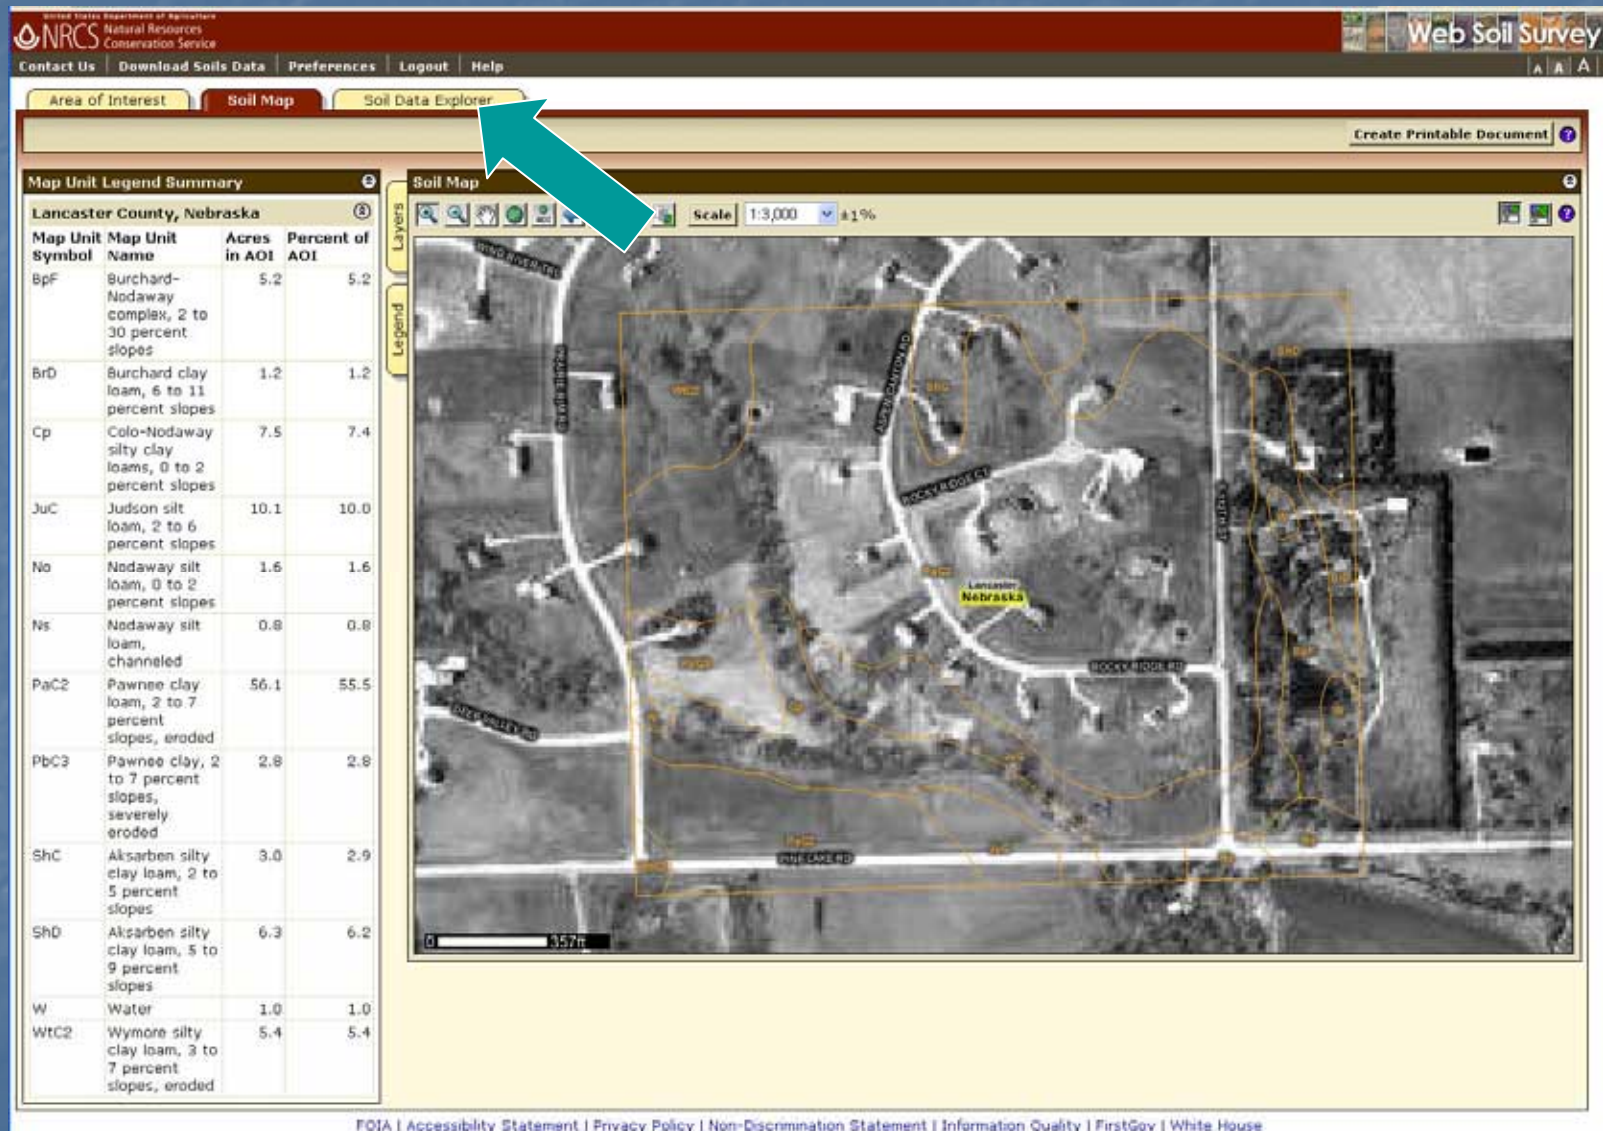 United States Department of Agriculture
NRCS Natural Resources
Conservation Service
Web Soil Survey
Contact Us | Download Soils Data | Preferences | Logout | Help
A A A
Area of Interest
Soil Map
Soil Data Explorer
Create Printable Document ?
Map Unit Legend Summary
Lancaster County, Nebraska
Map Unit Map Unit Acres Percent of
Symbol Name in AOI AOI
BpF Burchard- 5.2 5.2
Nodaway
complex, 2 to
30 percent
slopes
BrD Burchard clay 1.2 1.2
loam, 6 to 11
percent slopes
Cp Colo-Nodaway 7.5 7.4
silty clay
loams, 0 to 2
percent slopes
JuC Judson silt 10.1 10.0
loam, 2 to 6
percent slopes
No Nodaway silt 1.6 1.6
loam, 0 to 2
percent slopes
Ns Nodaway silt 0.8 0.8
loam,
channeled
PaC2 Pawnee clay 56.1 55.5
loam, 2 to 7
percent
slopes, eroded
PbC3 Pawnee clay, 2 2.8 2.8
to 7 percent
slopes,
severely
eroded
ShC Aksarben silty 3.0 2.9
clay loam, 2 to
5 percent
slopes
ShD Aksarben silty 6.3 6.2
clay loam, 5 to
9 percent
slopes
W Water 1.0 1.0
WtC2 Wymore silty 5.4 5.4
clay loam, 3 to
7 percent
slopes, eroded
Layers
Legend
Soil Map
Scale 1:3,000 ±1% ?
WIND RIVER TRL
ShD
WtC2
ShC
ROCKY RIDGE CT
Lancaster
Nebraska
ROCKY RIDGE RD
DEER VALLEY RD
PINE LAKE RD
0 357ft
FOIA | Accessibility Statement | Privacy Policy | Non-Discrimination Statement | Information Quality | FirstGov | White House